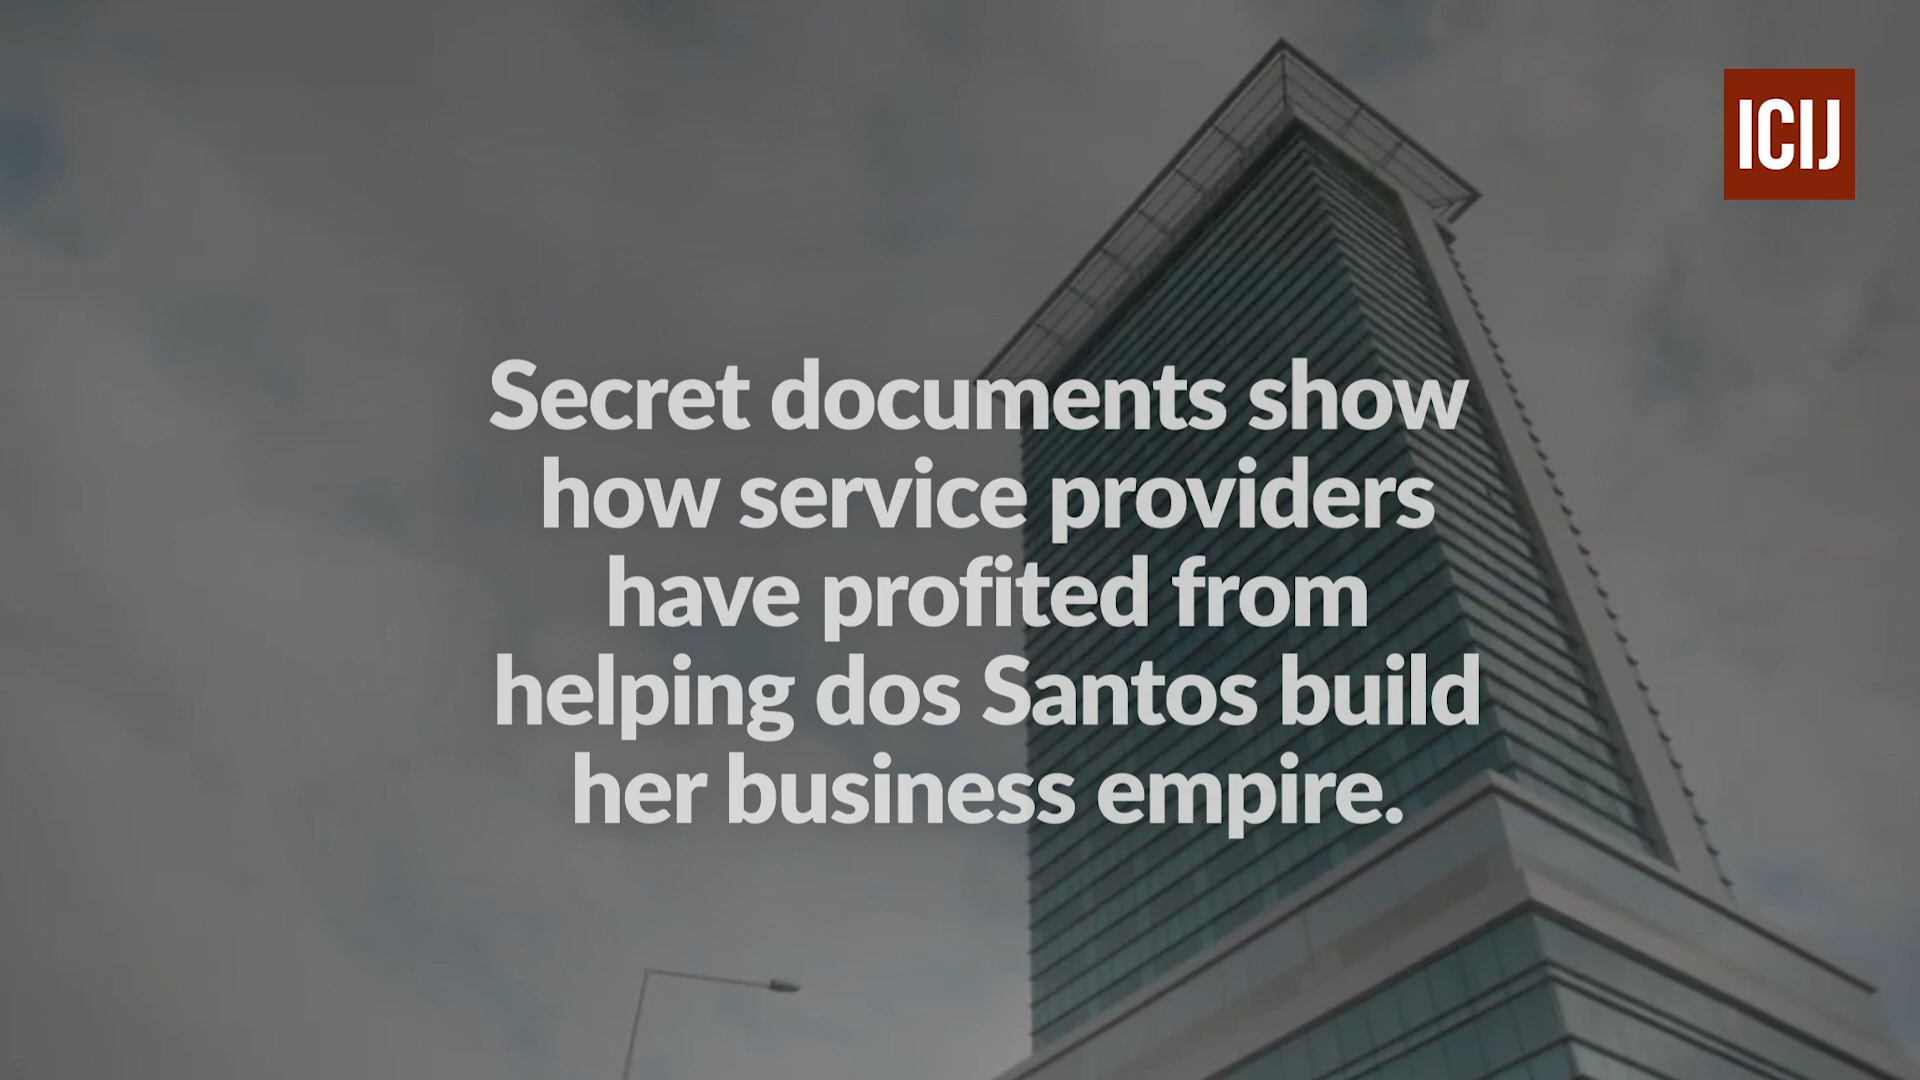 ICIJ
Secret documents show
how service providers
have profited from
helping dos Santos build
her business empire.